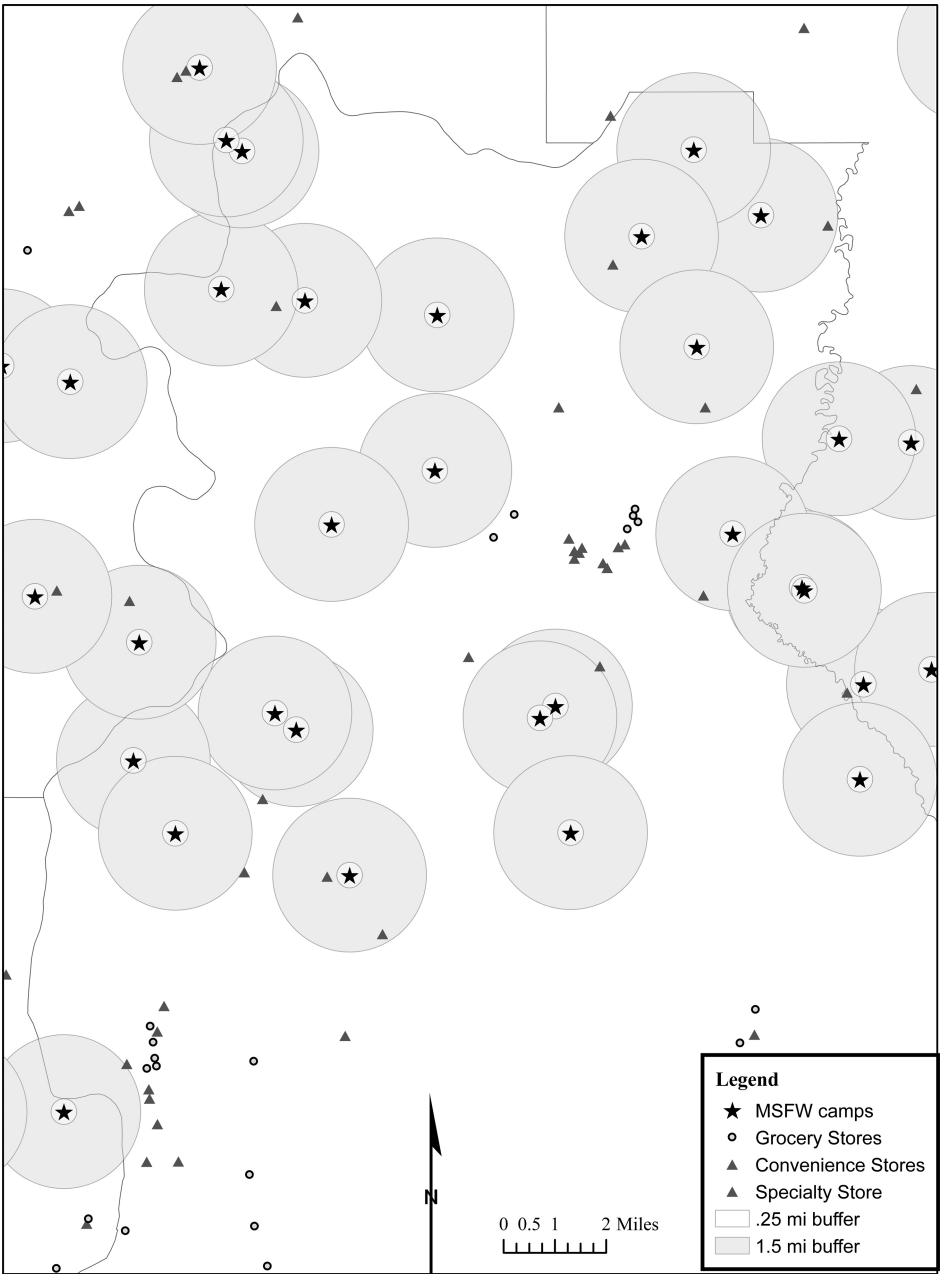 N
0 0.5 1 2 Miles
Legend
MSFW camps
Grocery Stores
Convenience Stores
Specialty Store
.25 mi buffer
1.5 mi buffer